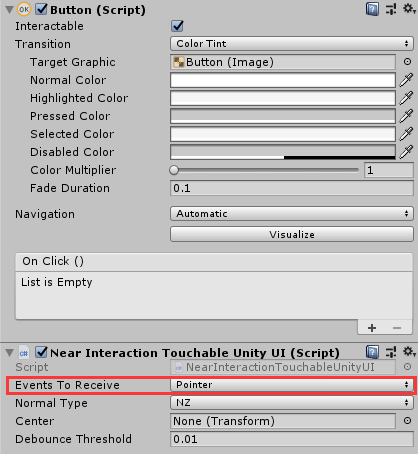 Button (Script)
Interactable
Transition Color Tint
Target Graphic Button (Image)
Normal Color
Highlighted Color
Pressed Color
Selected Color
Disabled Color
Color Multiplier 1
Fade Duration 0.1
Navigation Automatic
Visualize
On Click ()
List is Empty
Near Interaction Touchable Unity UI (Script)
Script NearInteractionTouchableUnityUI
Events To Receive Pointer
Normal Type NZ
Center None (Transform)
Debounce Threshold 0.01